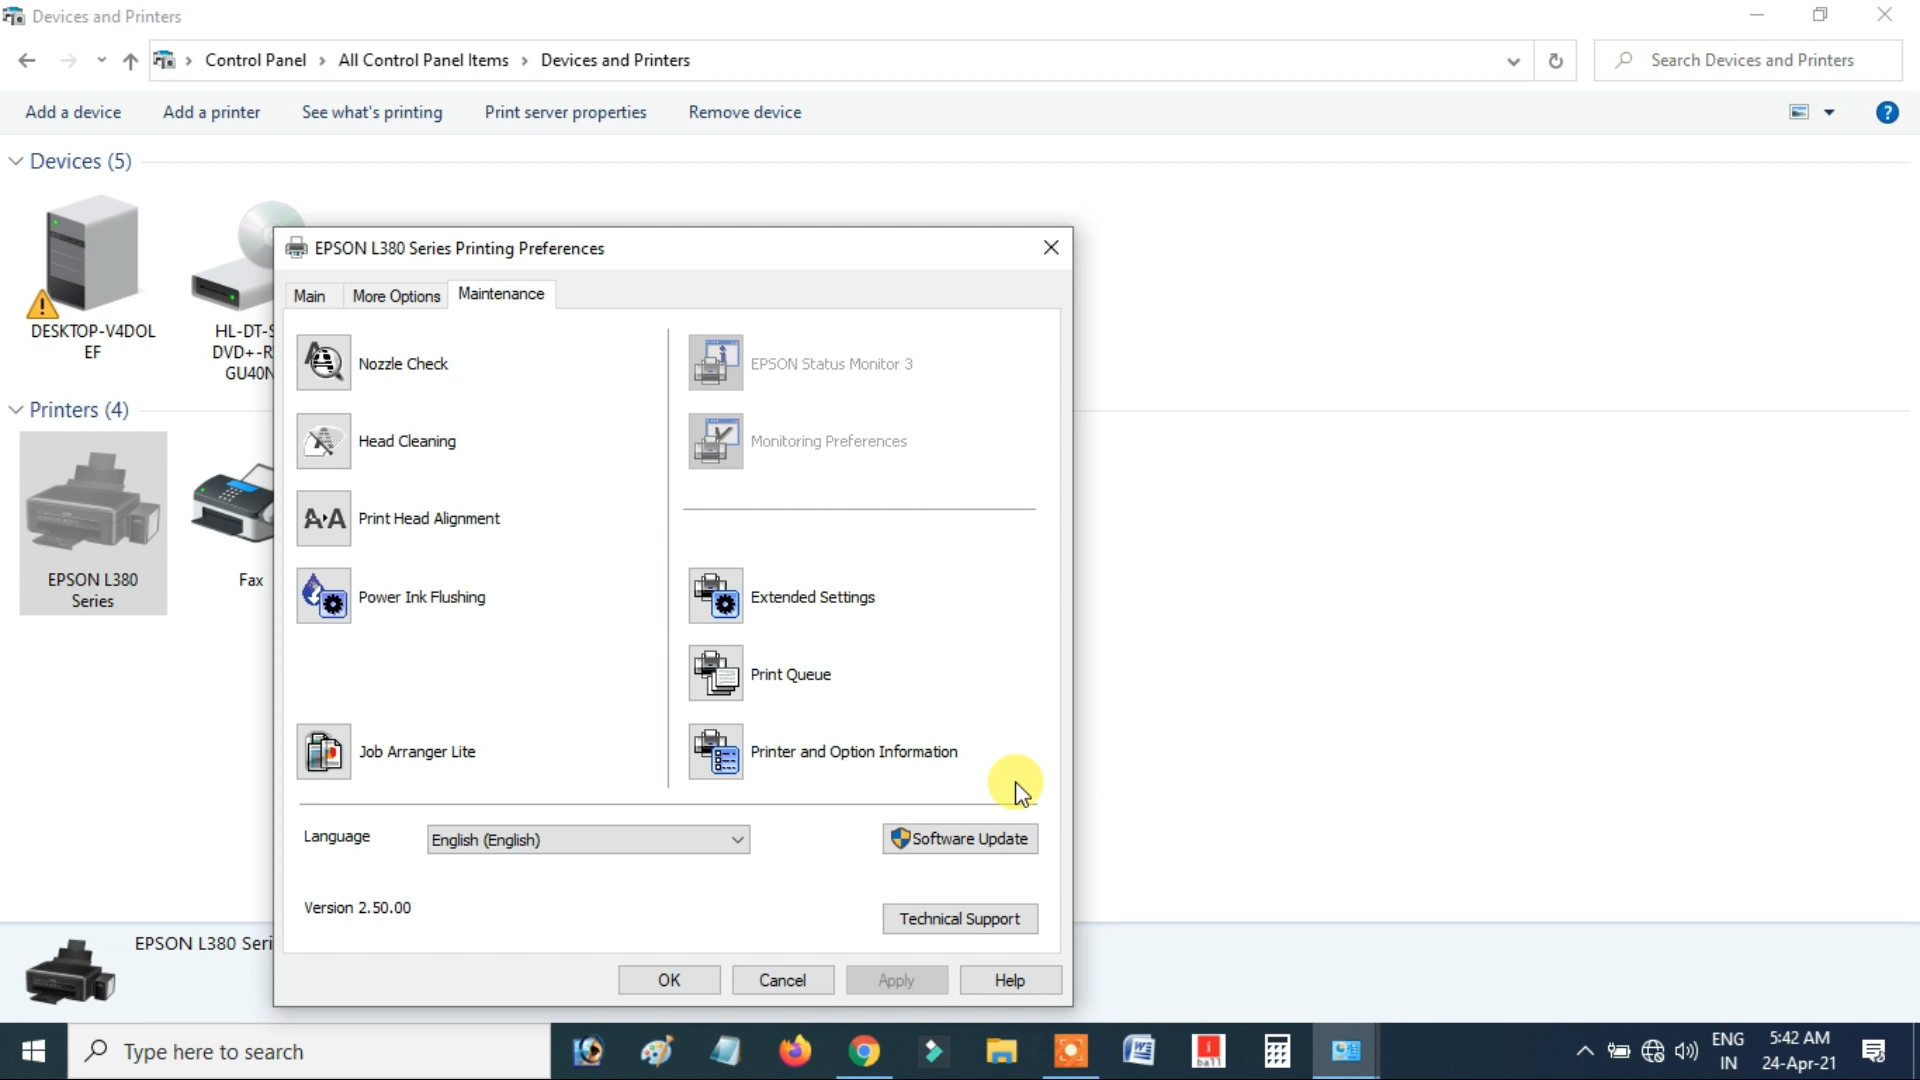 Devices and Printers
Control Panel > All Control Panel Items > Devices and Printers
Search Devices and Printers
Add a device
Add a printer
See what's printing
Print server properties
Remove device
?
Devices (5)
DESKTOP-V4DOL
EF
HL-DT-S
DVD+-R
GU40N
Printers (4)
EPSON L380
Series
Fax
EPSON L380 Series Printing Preferences
Main
More Options
Maintenance
Nozzle Check
EPSON Status Monitor 3
Head Cleaning
Monitoring Preferences
Print Head Alignment
Power Ink Flushing
Extended Settings
Print Queue
Job Arranger Lite
Printer and Option Information
Language
English (English)
Software Update
Version 2.50.00
Technical Support
OK
Cancel
Apply
Help
EPSON L380 Seri
Type here to search
ball
ENG
IN
5:42 AM
24-Apr-21